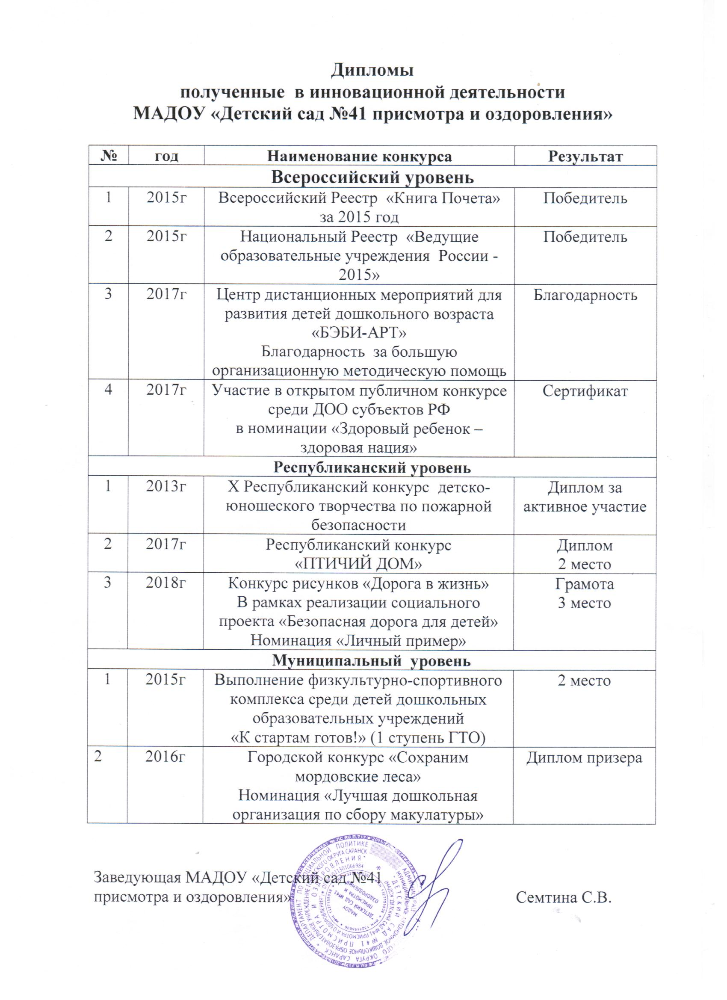 Дипломы
полученные в инновационной деятельности
МАДОУ «Детский сад №41 присмотра и оздоровления»
№ год Наименование конкурса Результат
Всероссийский уровень
1 2015г Всероссийский Реестр «Книга Почета» Победитель
за 2015 год
2 2015г Национальный Реестр «Ведущие Победитель
образовательные учреждения России -
2015»
3 2017г Центр дистанционных мероприятий для Благодарность
развития детей дошкольного возраста
«БЭБИ-АРТ»
Благодарность за большую
организационную методическую помощь
4 2017г Участие в открытом публичном конкурсе Сертификат
среди ДОО субъектов РФ
в номинации «Здоровый ребенок –
здоровая нация»
Республиканский уровень
1 2013г X Республиканский конкурс детско- Диплом за
юношеского творчества по пожарной активное участие
безопасности
2 2017г Республиканский конкурс Диплом
«ПТИЧИЙ ДОМ» 2 место
3 2018г Конкурс рисунков «Дорога в жизнь» Грамота
В рамках реализации социального 3 место
проекта «Безопасная дорога для детей»
Номинация «Личный пример»
Муниципальный уровень
1 2015г Выполнение физкультурно-спортивного 2 место
комплекса среди детей дошкольных
образовательных учреждений
«К стартам готов!» (1 ступень ГТО)
2 2016г Городской конкурс «Сохраним Диплом призера
мордовские леса»
Номинация «Лучшая дошкольная
организация по сбору макулатуры»
Заведующая МАДОУ «Детский сад №41
присмотра и оздоровления» Семтина С.В.
МАДОУ
"ДЕТСКИЙ САД №41
ПРИСМОТРА И
ОЗДОРОВЛЕНИЯ"